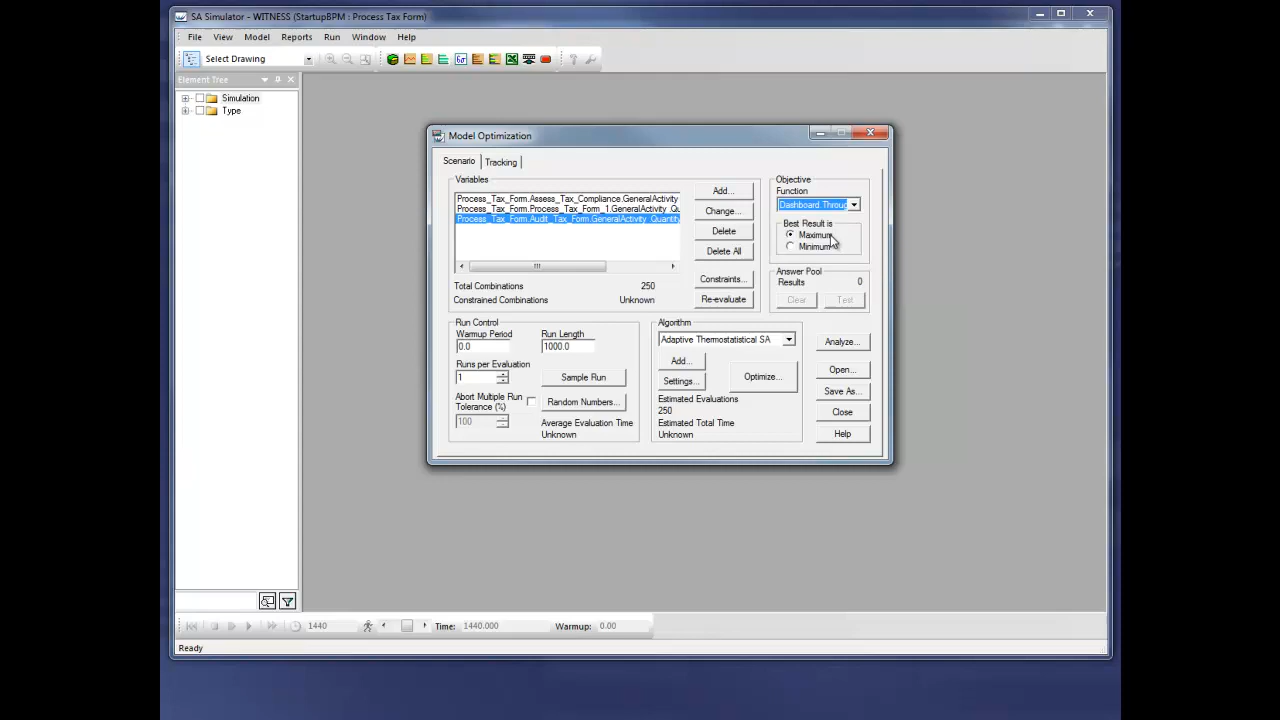 SA Simulator - WITNESS (StartupBPM : Process Tax Form)
File View Model Reports Run Window Help
Select Drawing
6σ
Element Tree
Simulation
Type
Model Optimization
Scenario Tracking
Variables
Process_Tax_Form.Assess_Tax_Compliance.GeneralActivity
Process_Tax_Form.Process_Tax_Form_1.GeneralActivity .Qu
Process_Tax_Form.Audit_Tax_Form.GeneralActivity .Quantity
Add...
Change...
Delete
Delete All
Constraints...
Re-evaluate
Total Combinations 250
Constrained Combinations Unknown
Objective
Function
Dashboard Throug
Best Result is
Maximum
Minimum
Answer Pool
Results 0
Clear Test
Run Control
Warmup Period Run Length
0.0 1000.0
Runs per Evaluation
1 Sample Run
Abort Multiple Run
Tolerance (%)
Random Numbers...
100
Average Evaluation Time
Unknown
Algorithm
Adaptive Thermostatistical SA
Add...
Settings...
Optimize...
Estimated Evaluations
250
Estimated Total Time
Unknown
Analyze...
Open...
Save As...
Close
Help
1440 Time: 1440.000 Warmup: 0.00
Ready